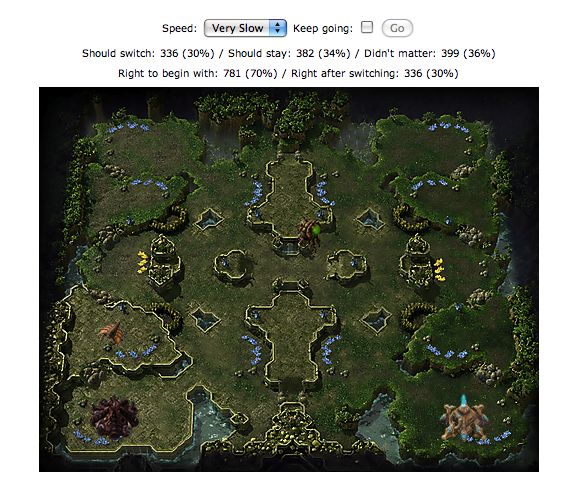 Speed: Very Slow Keep going: Go
Should switch: 336 (30%) / Should stay: 382 (34%) / Didn't matter: 399 (36%)
Right to begin with: 781 (70%) / Right after switching: 336 (30%)